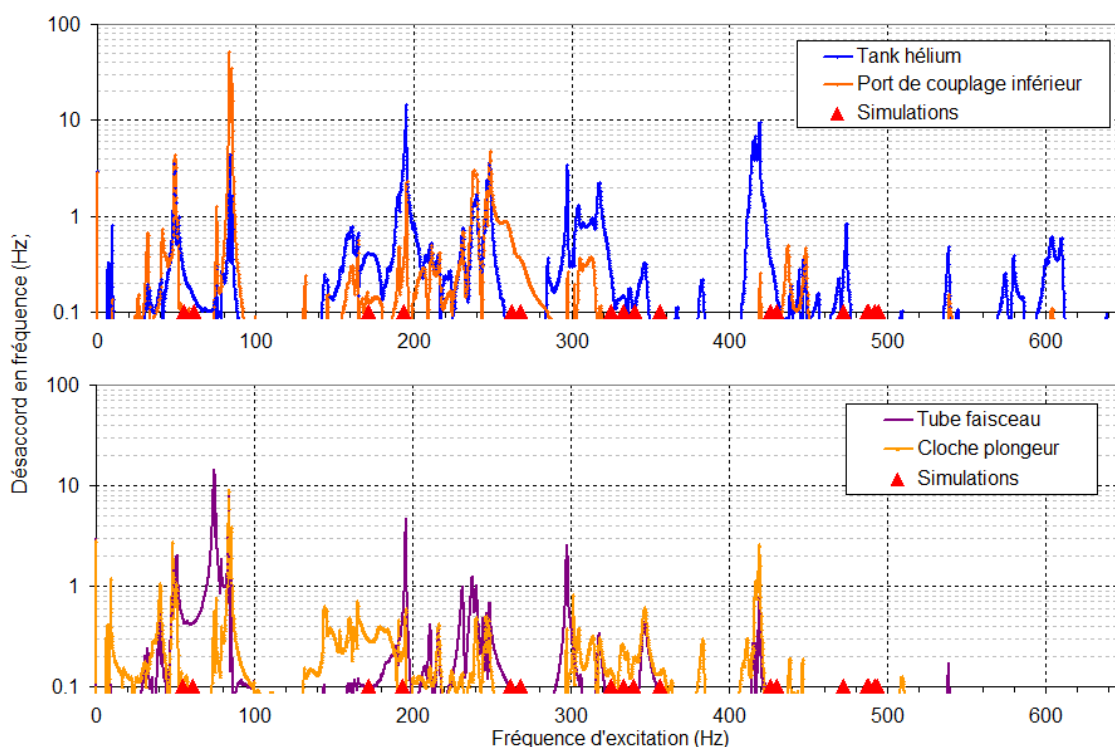 100
10
1
0.1
Tank hélium
Port de couplage inférieur
Simulations
0
100
200
300
400
500
600
Désaccord en fréquence (Hz)
100
10
1
0.1
Tube faisceau
Cloche plongeur
Simulations
0
100
200
300
400
500
600
Fréquence d'excitation (Hz)